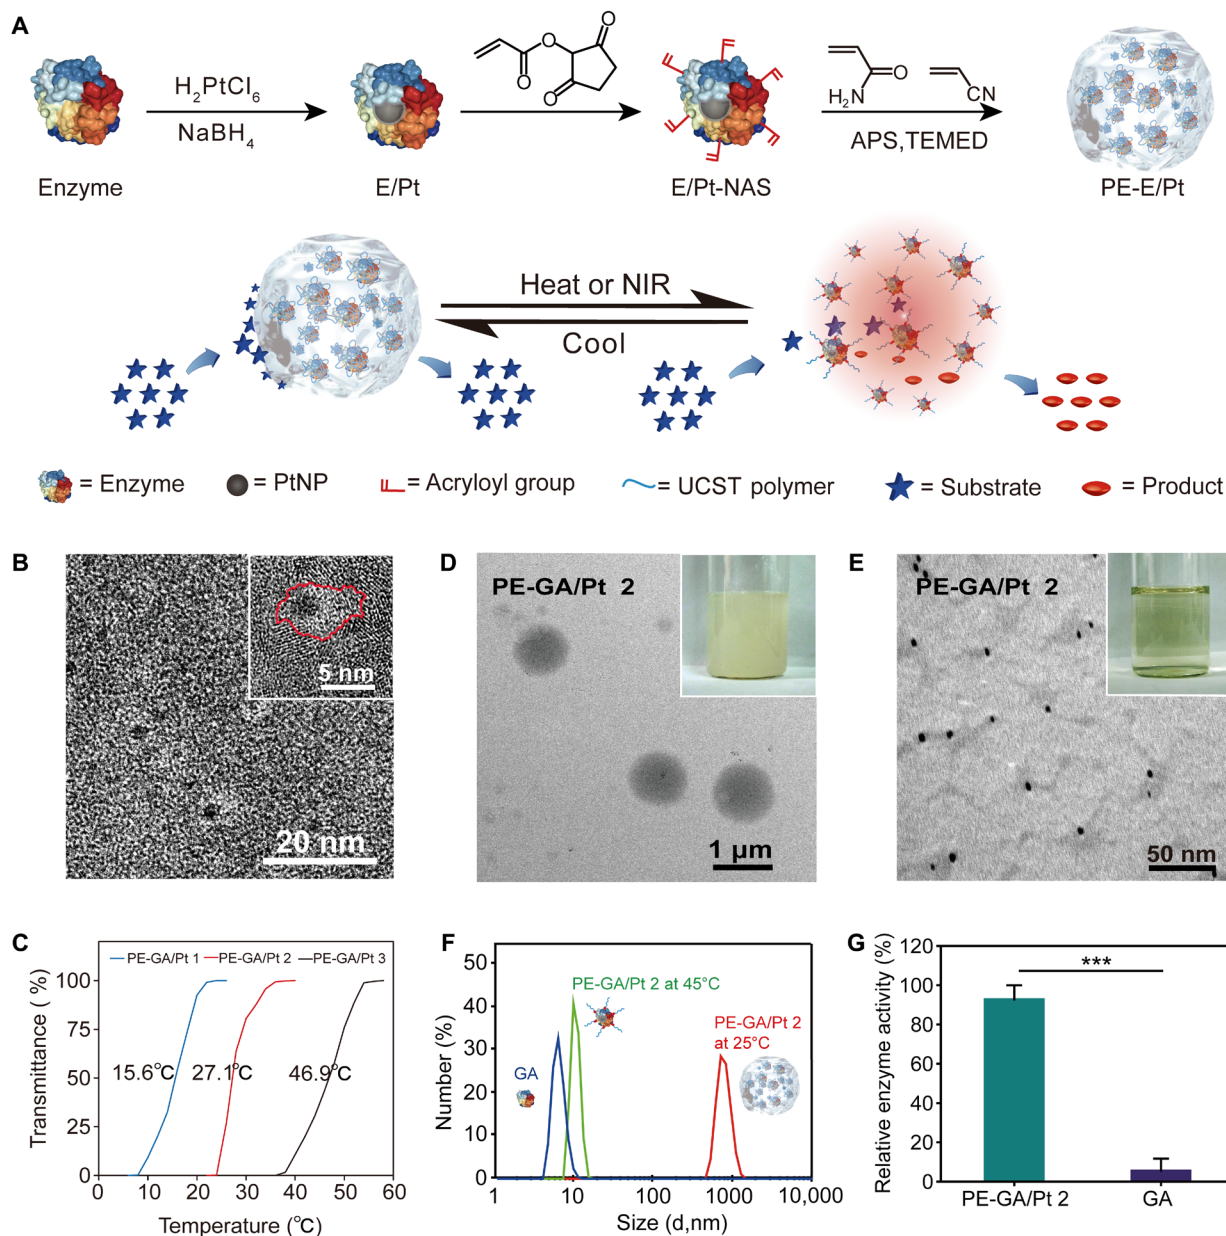 A
H₂PtCl₆
NaBH₄
O
O
O
O
H₂N
O
CN
APS,TEMED
Enzyme
E/Pt
E/Pt-NAS
PE-E/Pt
Heat or NIR
Cool
= Enzyme
= PtNP
= Acryloyl group
= UCST polymer
= Substrate
= Product
B
5 nm
20 nm
D
PE-GA/Pt 2
1 μm
E
PE-GA/Pt 2
50 nm
C
PE-GA/Pt 1
PE-GA/Pt 2
PE-GA/Pt 3
100
75
50
25
0
Transmittance ( %)
15.6℃
27.1℃
46.9℃
0
10
20
30
40
50
60
Temperature (℃)
F
50
40
30
20
10
0
Number (%)
PE-GA/Pt 2 at 45°C
GA
PE-GA/Pt 2
at 25°C
1
10
100
1000
10,000
Size (d,nm)
G
120
100
80
60
40
20
0
Relative enzyme activity (%)
***
PE-GA/Pt 2
GA